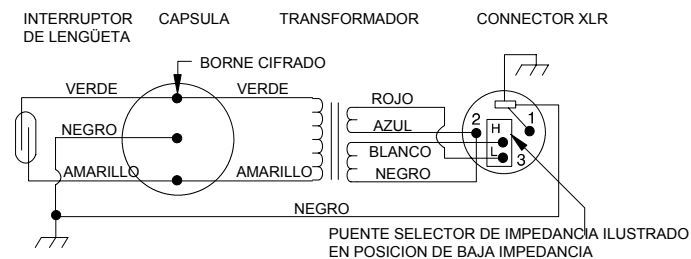 INTERRUPTOR
DE LENGÜETA
CAPSULA
TRANSFORMADOR
CONNECTOR XLR
BORNE CIFRADO
VERDE
VERDE
ROJO
NEGRO
AZUL
2
H
1
BLANCO
L
3
AMARILLO
AMARILLO
NEGRO
NEGRO
PUENTE SELECTOR DE IMPEDANCIA ILUSTRADO
EN POSICION DE BAJA IMPEDANCIA